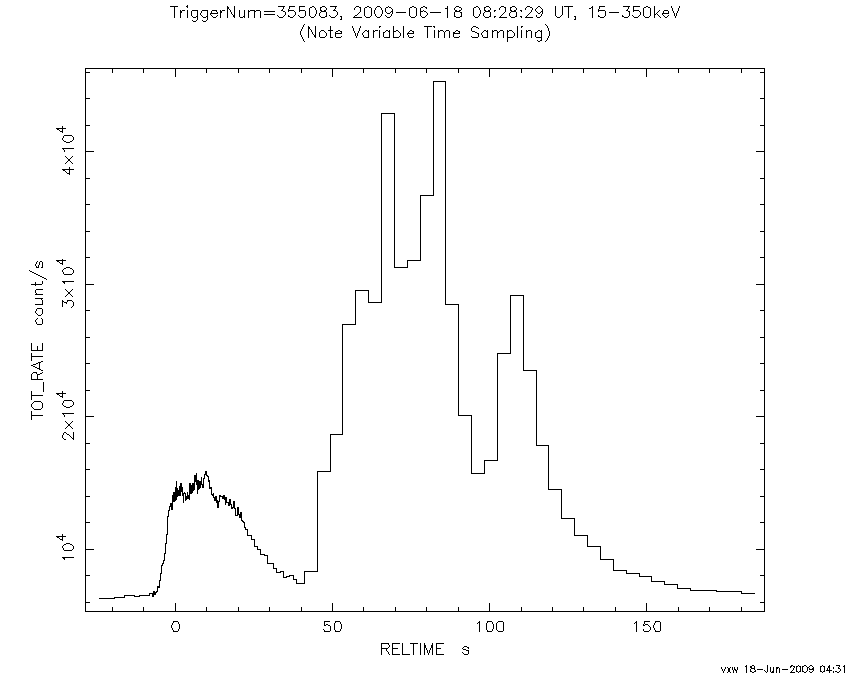 TriggerNum=355083, 2009-06-18 08:28:29 UT, 15-350keV
(Note Variable Time Sampling)
TOT_RATE count/s
4×10⁴
3×10⁴
2×10⁴
10⁴
0 50 100 150
RELTIME s
vxw 18-Jun-2009 04:31